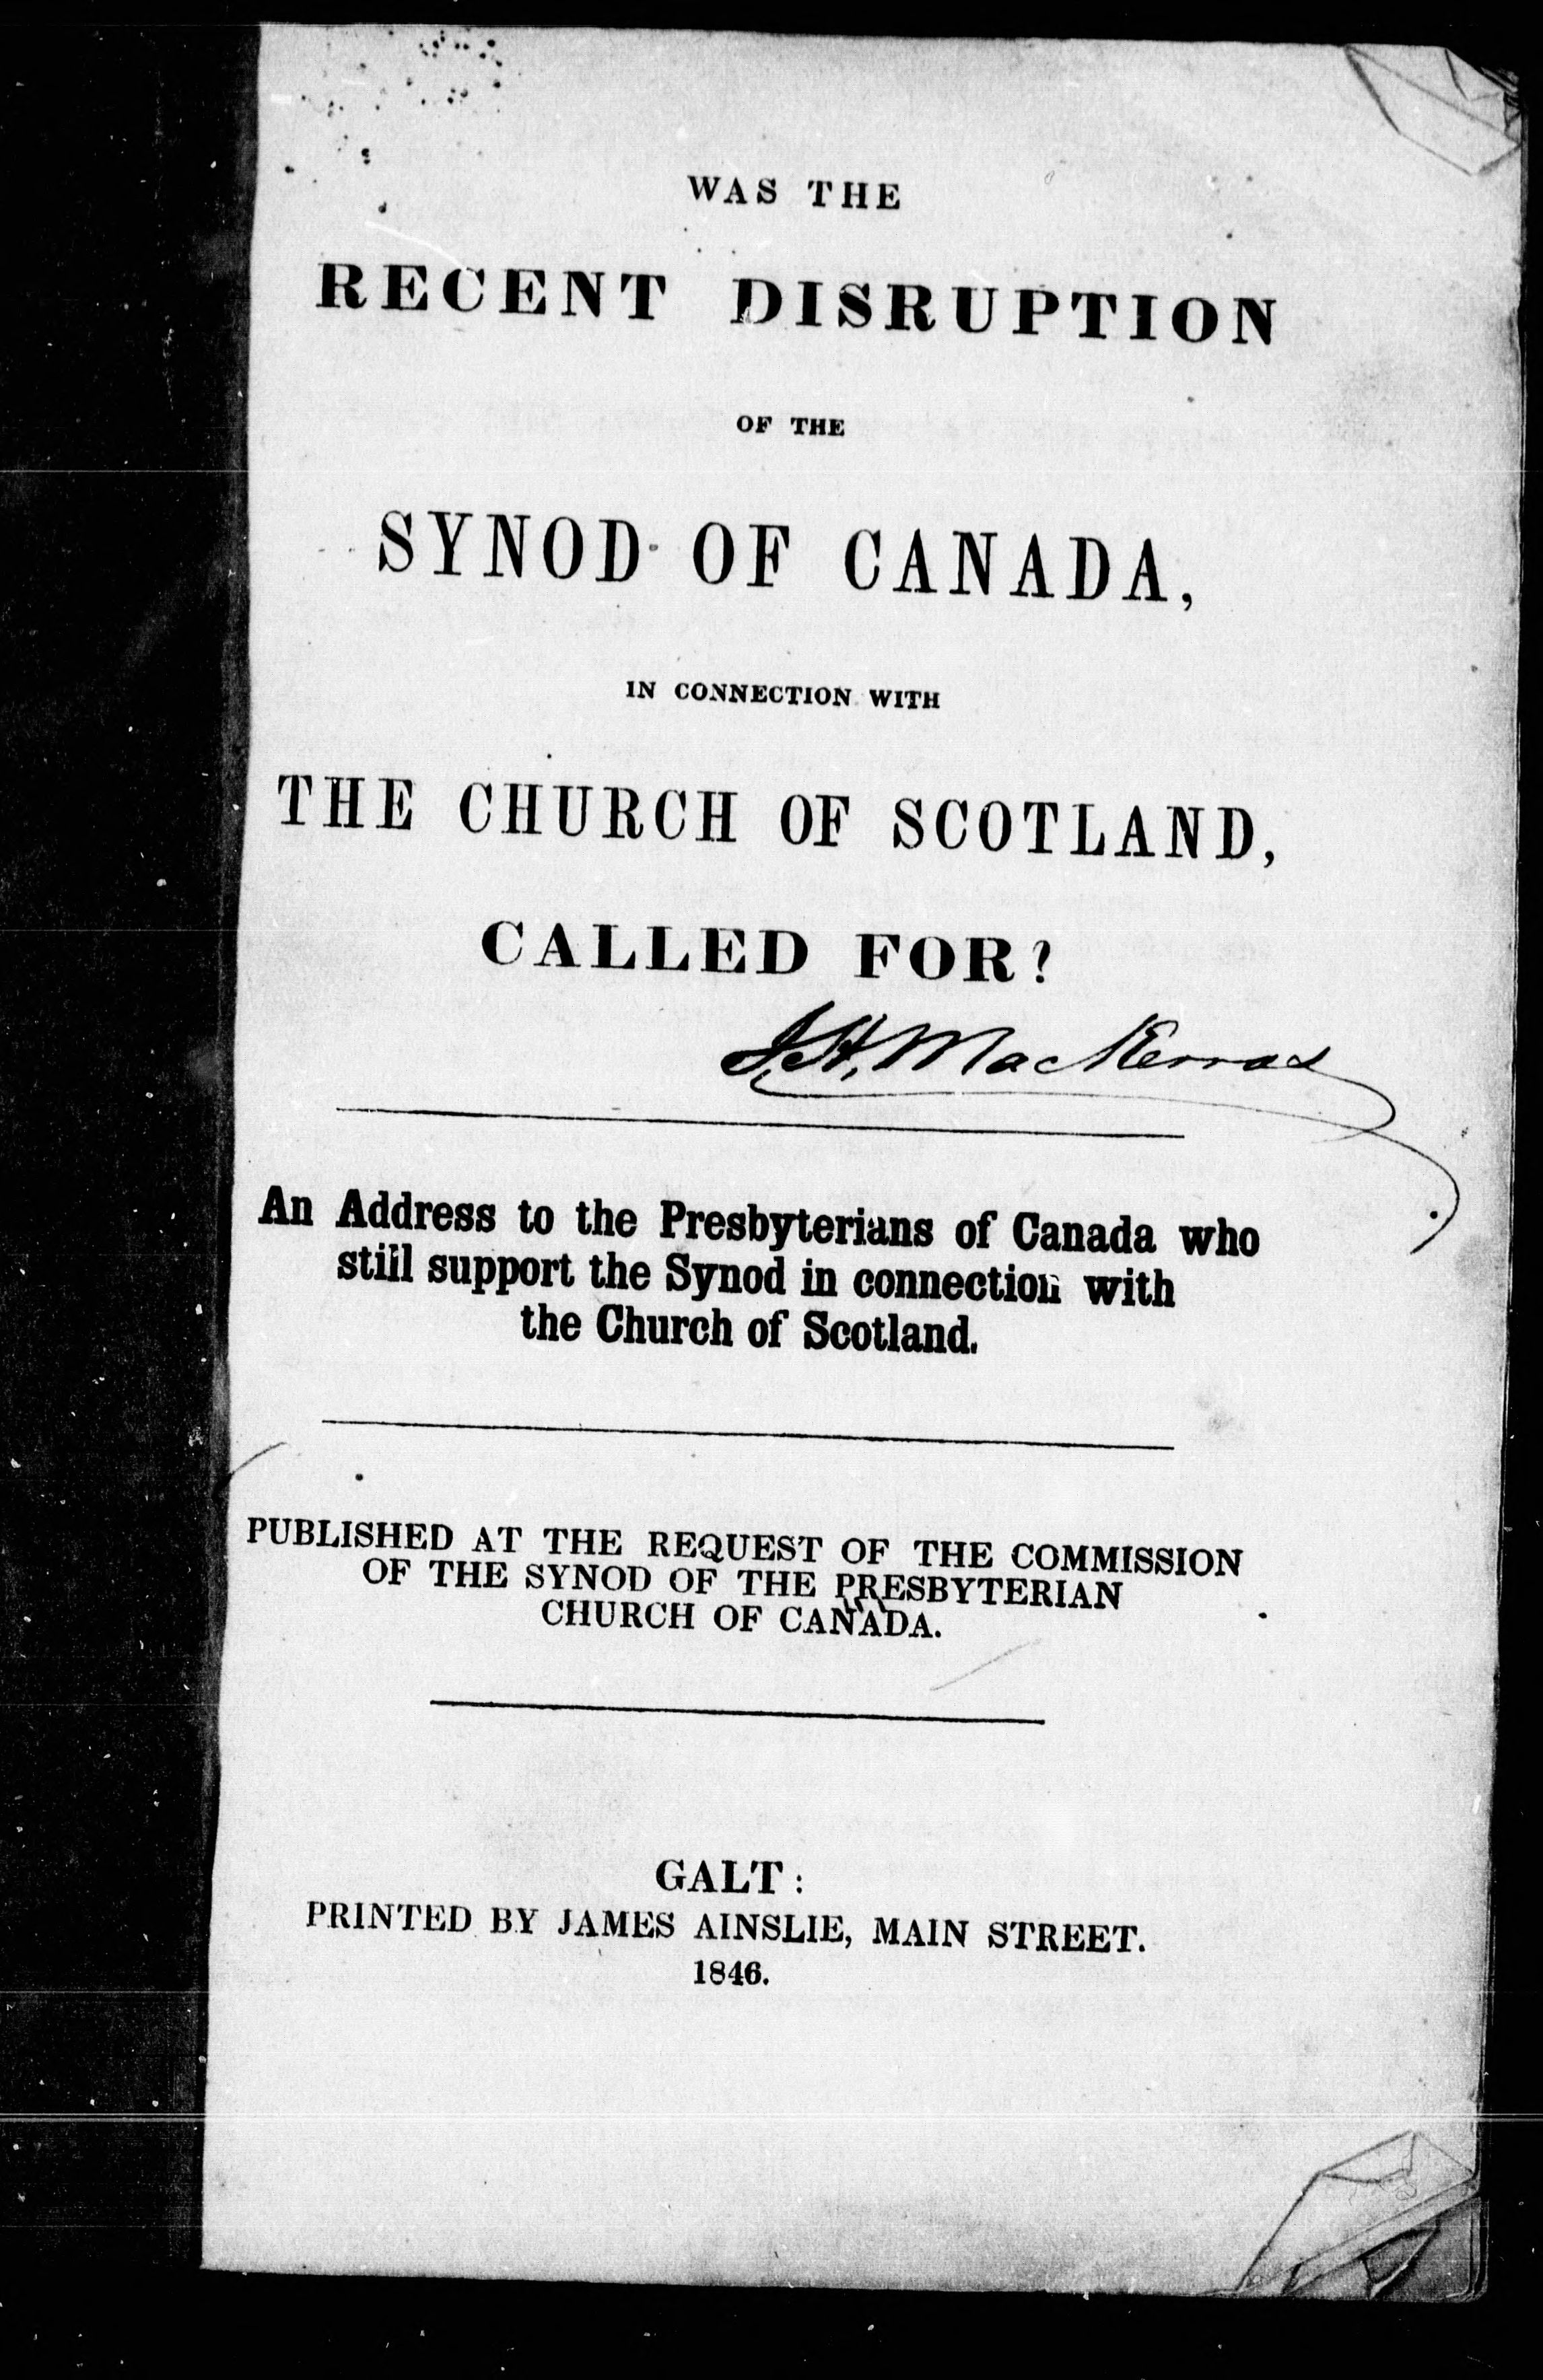 WAS THE
RECENT DISRUPTION
OF THE
SYNOD OF CANADA,
IN CONNECTION WITH
THE CHURCH OF SCOTLAND,
CALLED FOR?
J. H. MacKerras
An Address to the Presbyterians of Canada who
still support the Synod in connection with
the Church of Scotland.
PUBLISHED AT THE REQUEST OF THE COMMISSION
OF THE SYNOD OF THE PRESBYTERIAN
CHURCH OF CANADA.
GALT:
PRINTED BY JAMES AINSLIE, MAIN STREET.
1846.